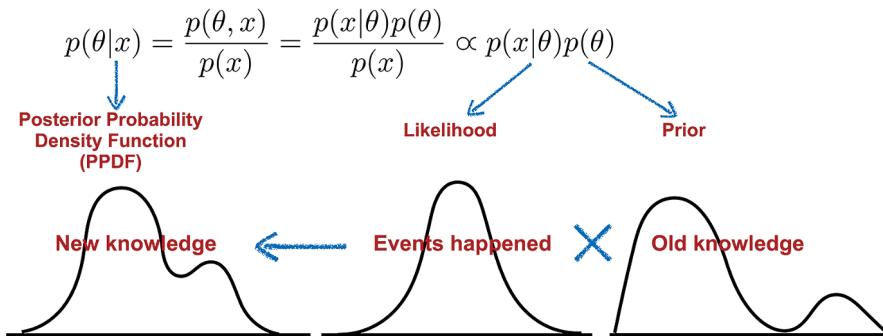 p(θ|x) = p(θ, x) / p(x) = p(x|θ)p(θ) / p(x) ∝ p(x|θ)p(θ)
Posterior Probability
Density Function
(PPDF)
Likelihood
Prior
New knowledge
Events happened
Old knowledge